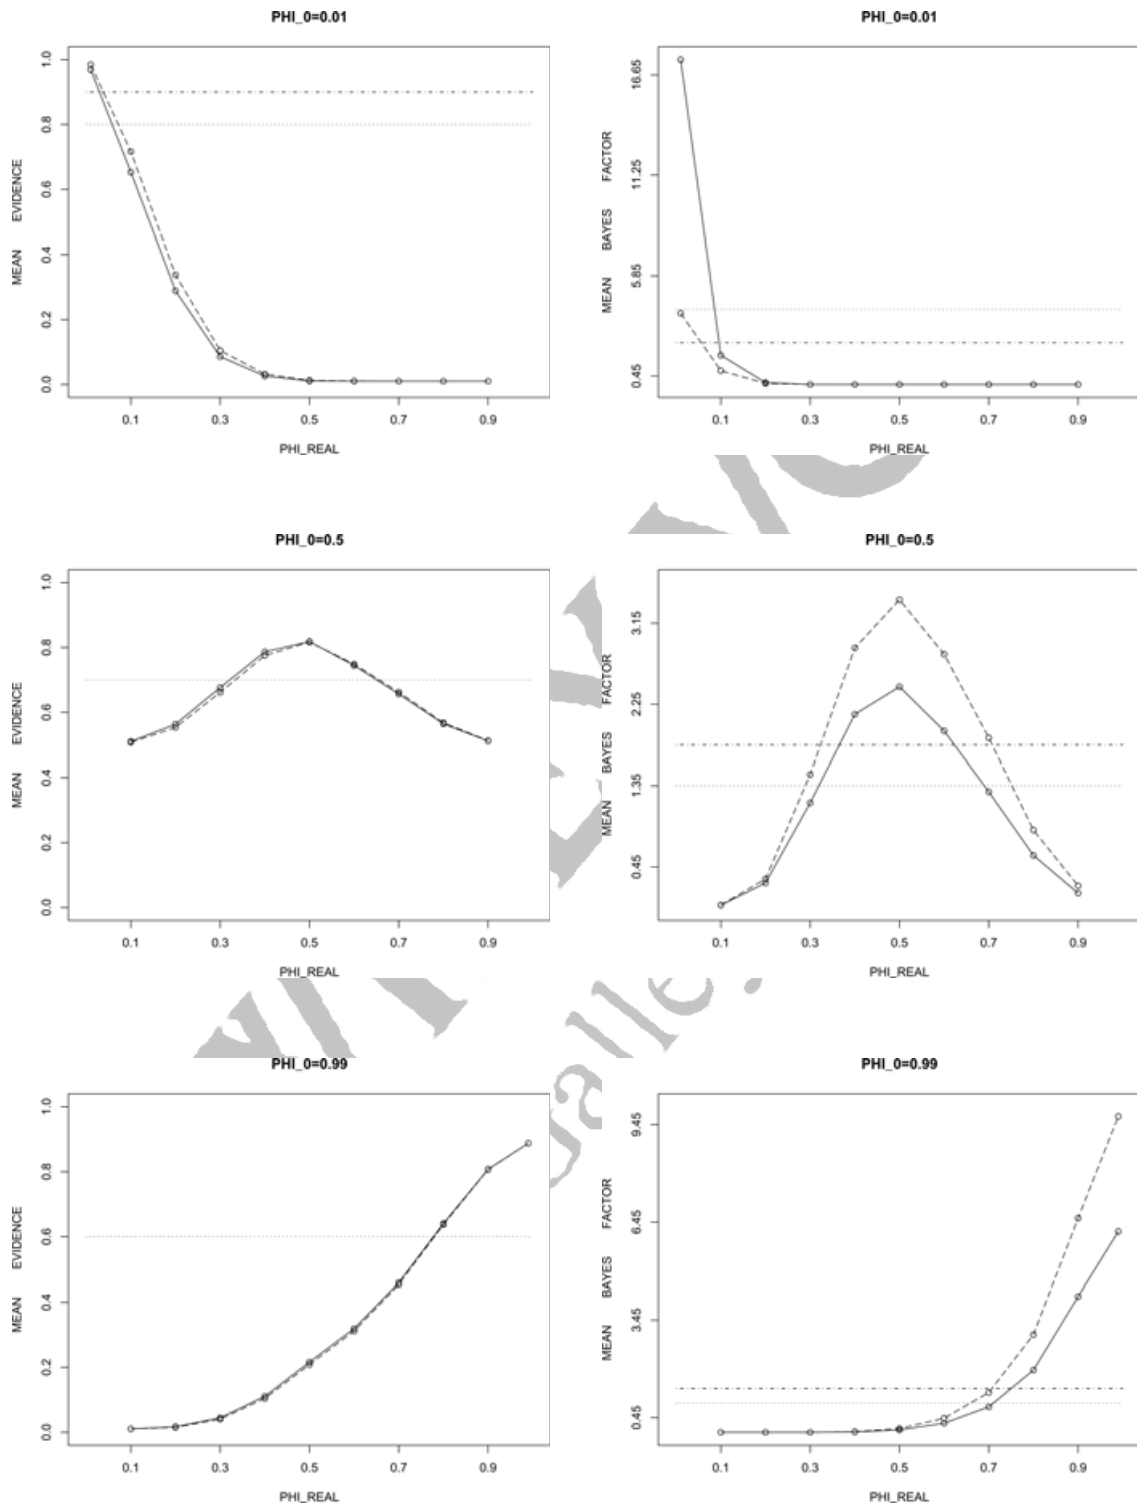 PHI_0=0.01
MEAN EVIDENCE
1.0
0.8
0.6
0.4
0.2
0.0
0.1 0.3 0.5 0.7 0.9
PHI_REAL
PHI_0=0.01
MEAN BAYES FACTOR
16.65
11.25
5.85
0.45
0.1 0.3 0.5 0.7 0.9
PHI_REAL
PHI_0=0.5
MEAN EVIDENCE
1.0
0.8
0.6
0.4
0.2
0.0
0.1 0.3 0.5 0.7 0.9
PHI_REAL
PHI_0=0.5
MEAN BAYES FACTOR
3.15
2.25
1.35
0.45
0.1 0.3 0.5 0.7 0.9
PHI_REAL
PHI_0=0.99
MEAN EVIDENCE
1.0
0.8
0.6
0.4
0.2
0.0
0.1 0.3 0.5 0.7 0.9
PHI_REAL
PHI_0=0.99
MEAN BAYES FACTOR
9.45
6.45
3.45
0.45
0.1 0.3 0.5 0.7 0.9
PHI_REAL